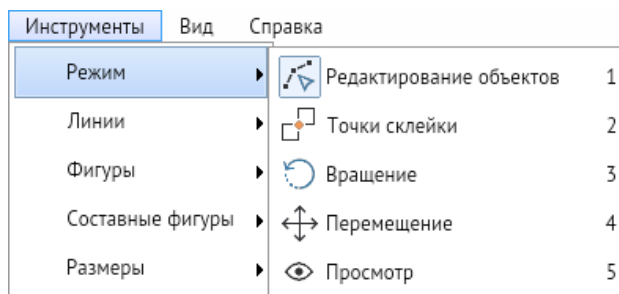 Инструменты Вид Справка
Режим
Редактирование объектов 1
Линии
Точки склейки 2
Фигуры
Вращение 3
Составные фигуры
Перемещение 4
Размеры
Просмотр 5